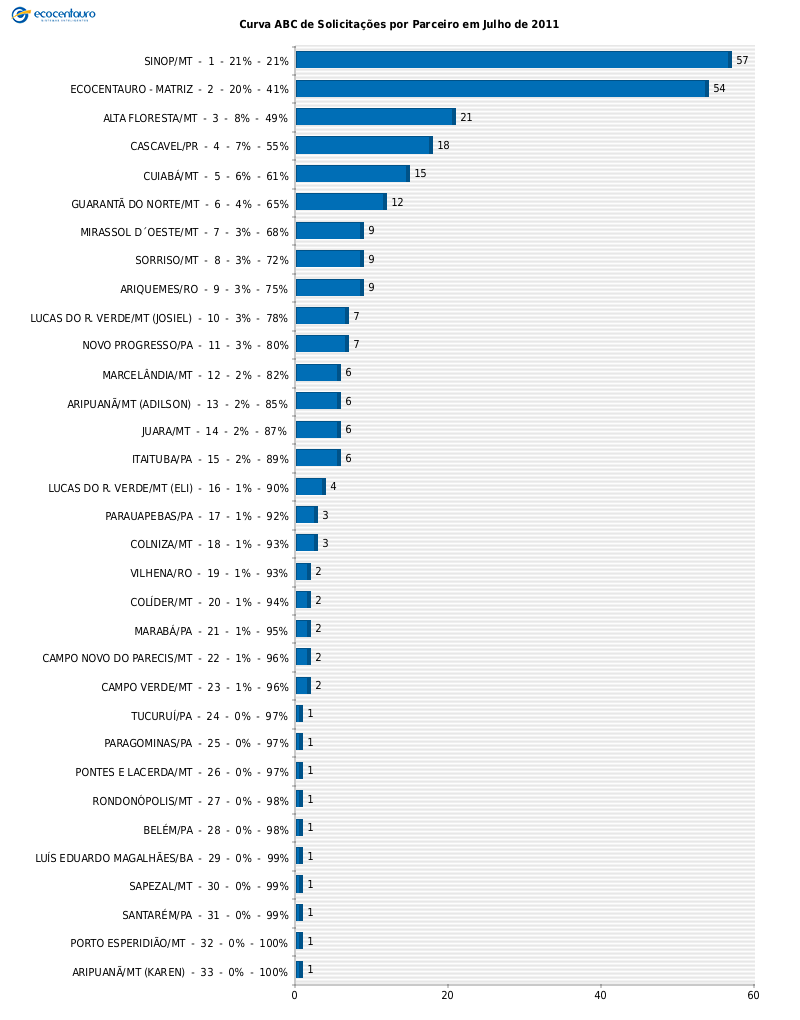 ecocentauro
Curva ABC de Solicitações por Parceiro em Julho de 2011
SINOP/MT - 1 - 21% - 21% 57
ECOCENTAURO - MATRIZ - 2 - 20% - 41% 54
ALTA FLORESTA/MT - 3 - 8% - 49% 21
CASCAVEL/PR - 4 - 7% - 55% 18
CUIABÁ/MT - 5 - 6% - 61% 15
GUARANTÃ DO NORTE/MT - 6 - 4% - 65% 12
MIRASSOL D´OESTE/MT - 7 - 3% - 68% 9
SORRISO/MT - 8 - 3% - 72% 9
ARIQUEMES/RO - 9 - 3% - 75% 9
LUCAS DO R. VERDE/MT (JOSIEL) - 10 - 3% - 78% 7
NOVO PROGRESSO/PA - 11 - 3% - 80% 7
MARCELÂNDIA/MT - 12 - 2% - 82% 6
ARIPUANÃ/MT (ADILSON) - 13 - 2% - 85% 6
JUARA/MT - 14 - 2% - 87% 6
ITAITUBA/PA - 15 - 2% - 89% 6
LUCAS DO R. VERDE/MT (ELI) - 16 - 1% - 90% 4
PARAUAPEBAS/PA - 17 - 1% - 92% 3
COLNIZA/MT - 18 - 1% - 93% 3
VILHENA/RO - 19 - 1% - 93% 2
COLÍDER/MT - 20 - 1% - 94% 2
MARABÁ/PA - 21 - 1% - 95% 2
CAMPO NOVO DO PARECIS/MT - 22 - 1% - 96% 2
CAMPO VERDE/MT - 23 - 1% - 96% 2
TUCURUÍ/PA - 24 - 0% - 97% 1
PARAGOMINAS/PA - 25 - 0% - 97% 1
PONTES E LACERDA/MT - 26 - 0% - 97% 1
RONDONÓPOLIS/MT - 27 - 0% - 98% 1
BELÉM/PA - 28 - 0% - 98% 1
LUÍS EDUARDO MAGALHÃES/BA - 29 - 0% - 99% 1
SAPEZAL/MT - 30 - 0% - 99% 1
SANTARÉM/PA - 31 - 0% - 99% 1
PORTO ESPERIDIÃO/MT - 32 - 0% - 100% 1
ARIPUANÃ/MT (KAREN) - 33 - 0% - 100% 1
0 20 40 60